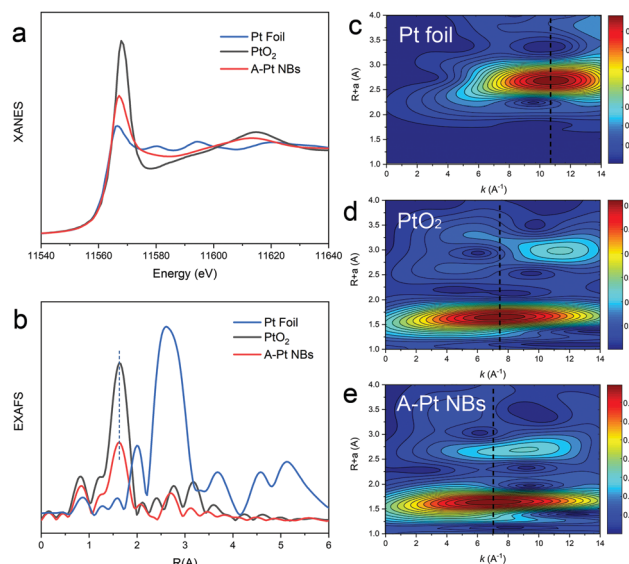 a
Pt Foil
PtO₂
A-Pt NBs
XANES
11540 11560 11580 11600 11620 11640
Energy (eV)
b
Pt Foil
PtO₂
A-Pt NBs
EXAFS
0 1 2 3 4 5 6
R(A)
c
Pt foil
R+a (A)
4.0
3.5
3.0
2.5
2.0
1.5
1.0
0 2 4 6 8 10 12 14
k (A⁻¹)
d
PtO₂
R+a (A)
4.0
3.5
3.0
2.5
2.0
1.5
1.0
0 2 4 6 8 10 12 14
k (A⁻¹)
e
A-Pt NBs
R+a (A)
4.0
3.5
3.0
2.5
2.0
1.5
1.0
0 2 4 6 8 10 12 14
k (A⁻¹)